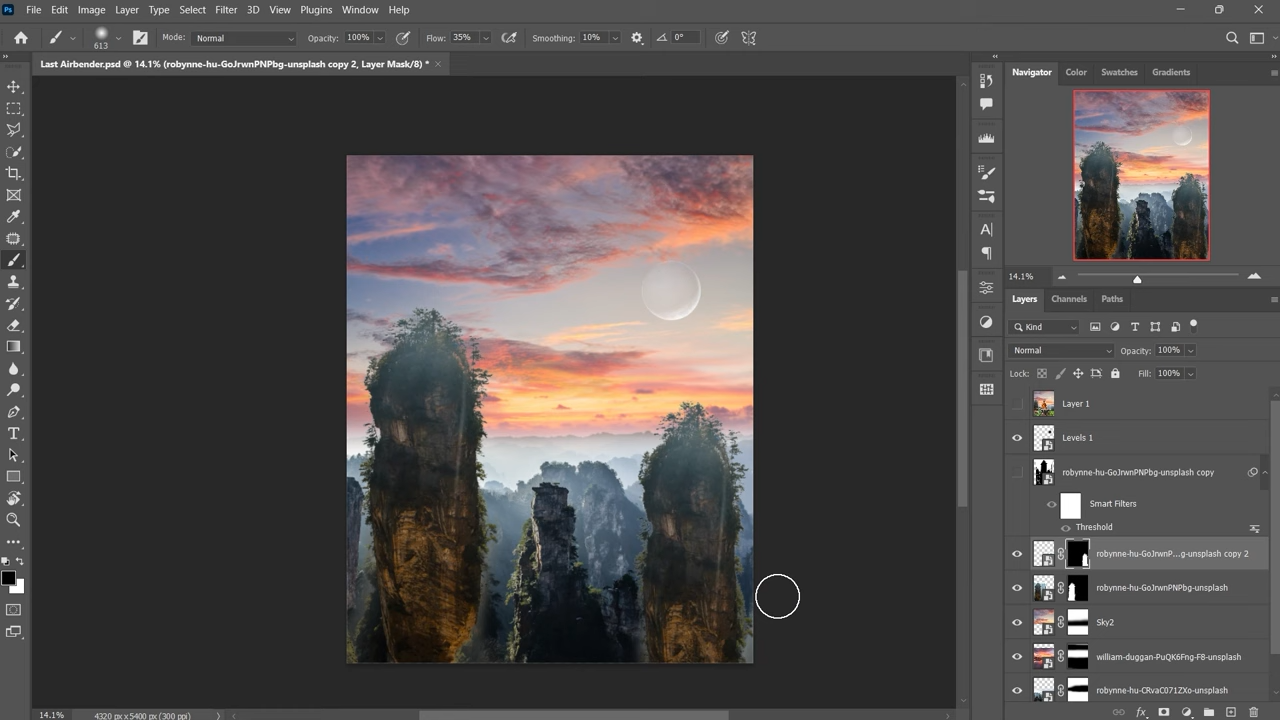 Ps File Edit Image Layer Type Select Filter 3D View Plugins Window Help
613 Mode: Normal Opacity: 100% Flow: 35% Smoothing: 10% 0°
Last Airbender.psd @ 14.1% (robynne-hu-GoJrwnPNPbg-unsplash copy 2, Layer Mask/8) *
Navigator Color Swatches Gradients
14.1%
Layers Channels Paths
Kind
Normal Opacity: 100%
Lock: Fill: 100%
Layer 1
Levels 1
robynne-hu-GoJrwnPNPbg-unsplash copy
Smart Filters
Threshold
robynne-hu-GoJrwnP...g-unsplash copy 2
robynne-hu-GoJrwnPNPbg-unsplash
Sky2
william-duggan-PuQK6Fng-F8-unsplash
robynne-hu-CRvaC071ZXo-unsplash
14.1% 4320 px x 5400 px (300 ppi)